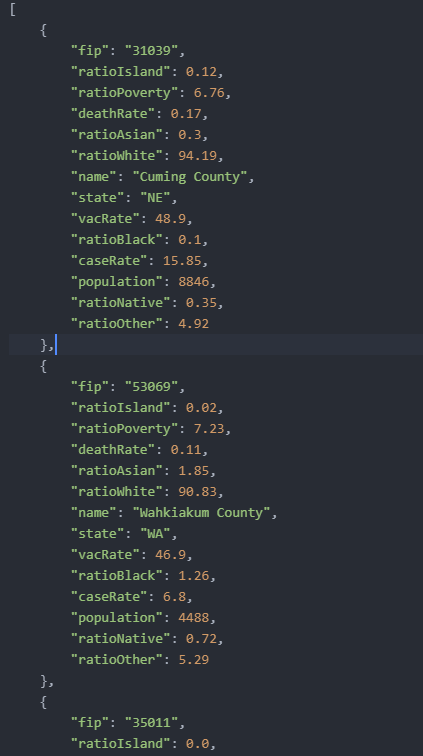 [
    {
        "fip": "31039",
        "ratioIsland": 0.12,
        "ratioPoverty": 6.76,
        "deathRate": 0.17,
        "ratioAsian": 0.3,
        "ratioWhite": 94.19,
        "name": "Cuming County",
        "state": "NE",
        "vacRate": 48.9,
        "ratioBlack": 0.1,
        "caseRate": 15.85,
        "population": 8846,
        "ratioNative": 0.35,
        "ratioOther": 4.92
    },
    {
        "fip": "53069",
        "ratioIsland": 0.02,
        "ratioPoverty": 7.23,
        "deathRate": 0.11,
        "ratioAsian": 1.85,
        "ratioWhite": 90.83,
        "name": "Wahkiakum County",
        "state": "WA",
        "vacRate": 46.9,
        "ratioBlack": 1.26,
        "caseRate": 6.8,
        "population": 4488,
        "ratioNative": 0.72,
        "ratioOther": 5.29
    },
    {
        "fip": "35011",
        "ratioIsland": 0.0,